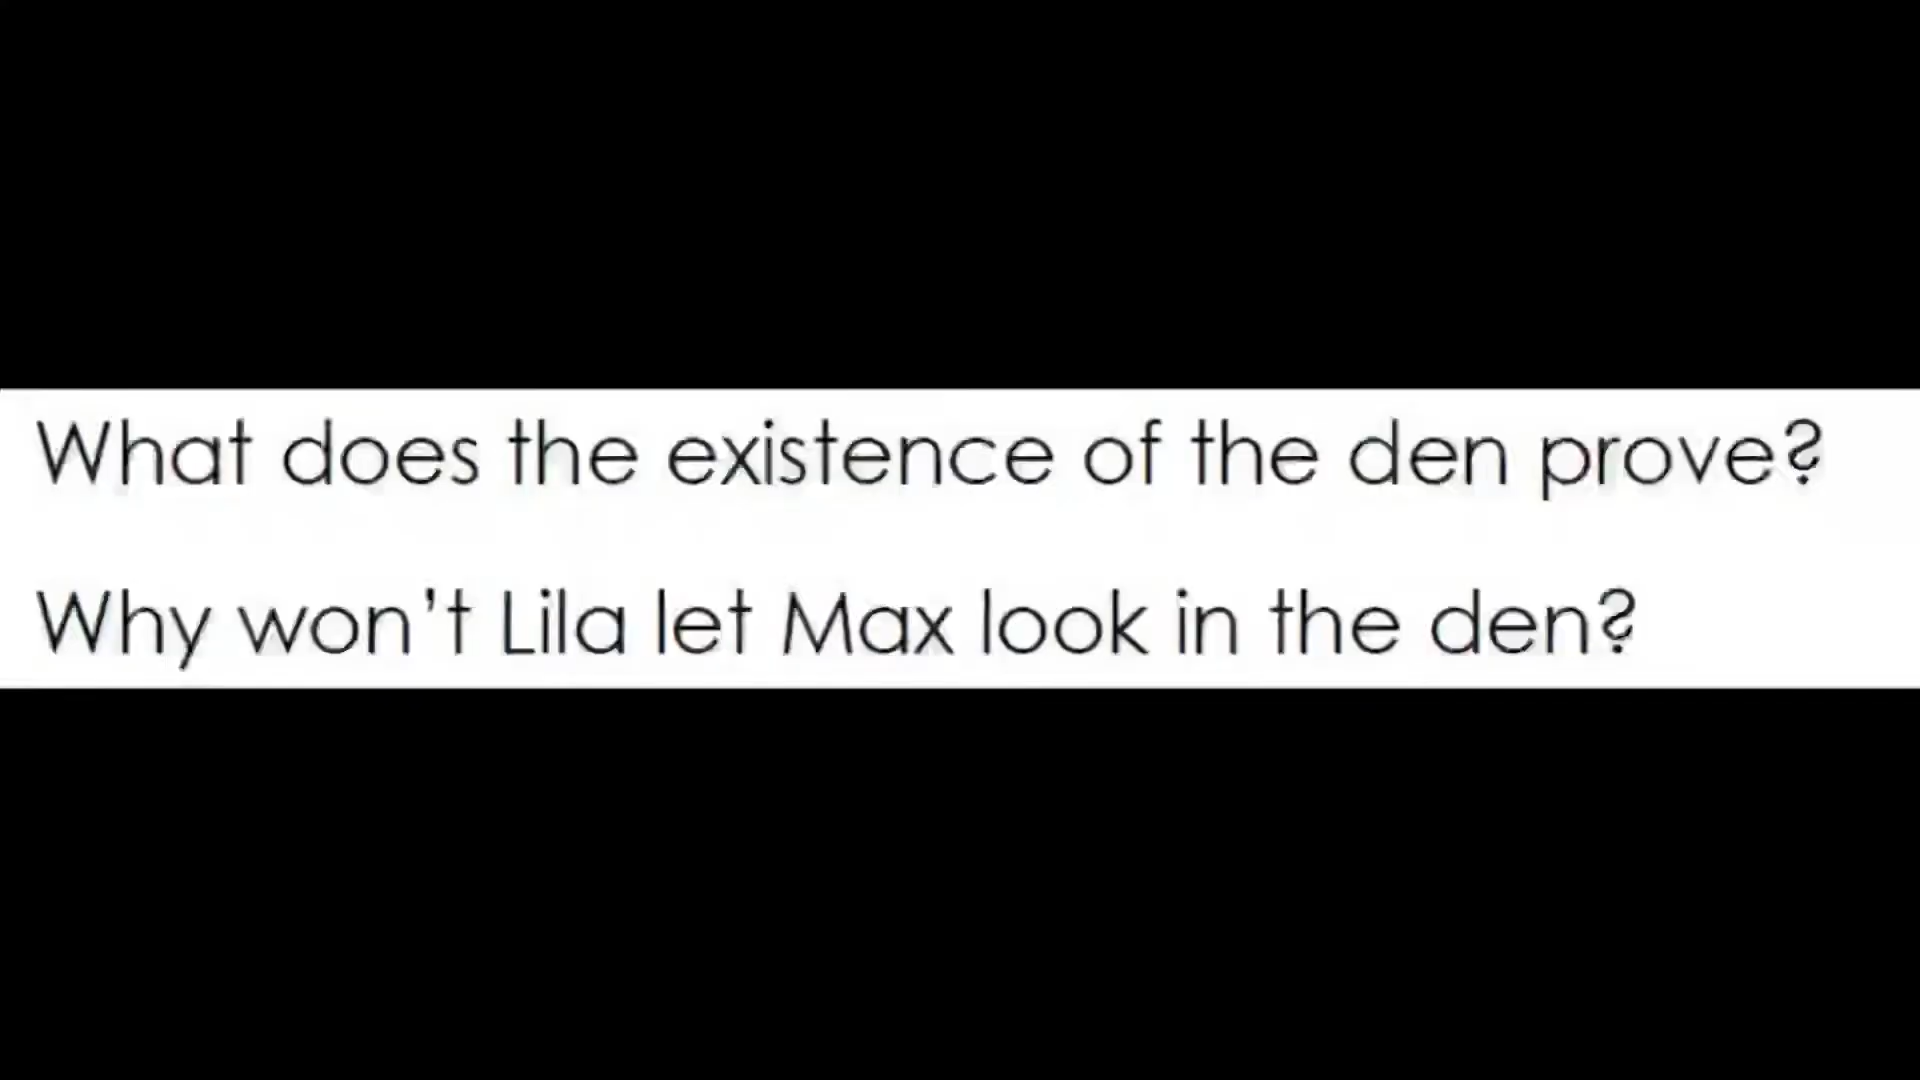 What does the existence of the den prove?
Why won’t Lila let Max look in the den?